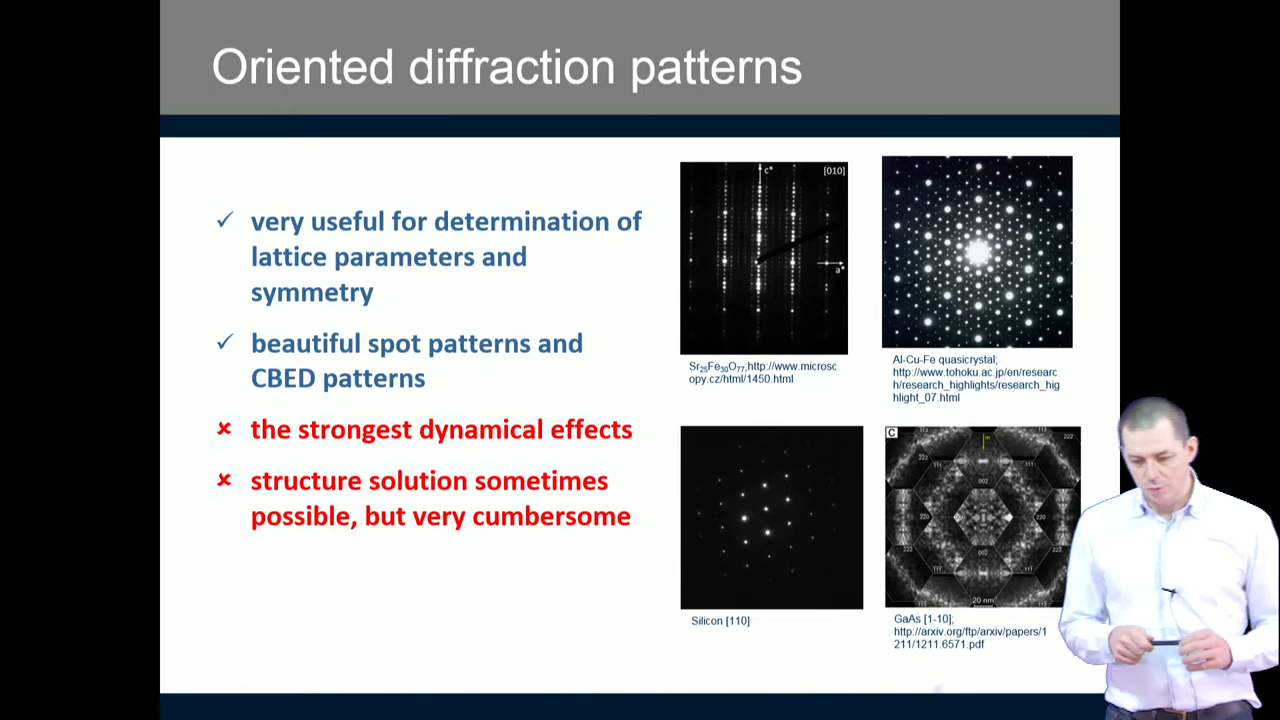 Oriented diffraction patterns
✓ very useful for determination of
lattice parameters and
symmetry
✓ beautiful spot patterns and
CBED patterns
× the strongest dynamical effects
× structure solution sometimes
possible, but very cumbersome
c*
[010]
a*
Sr₂₅Fe₃₀O₇₇;http://www.microsc
opy.cz/html/1450.html
Al-Cu-Fe quasicrystal;
http://www.tohoku.ac.jp/en/researc
h/research_highlights/research_hig
hlight_07.html
Silicon [110]
C
m
002
222
20 nm
GaAs [1-10];
http://arxiv.org/ftp/arxiv/papers/1
211/1211.6571.pdf